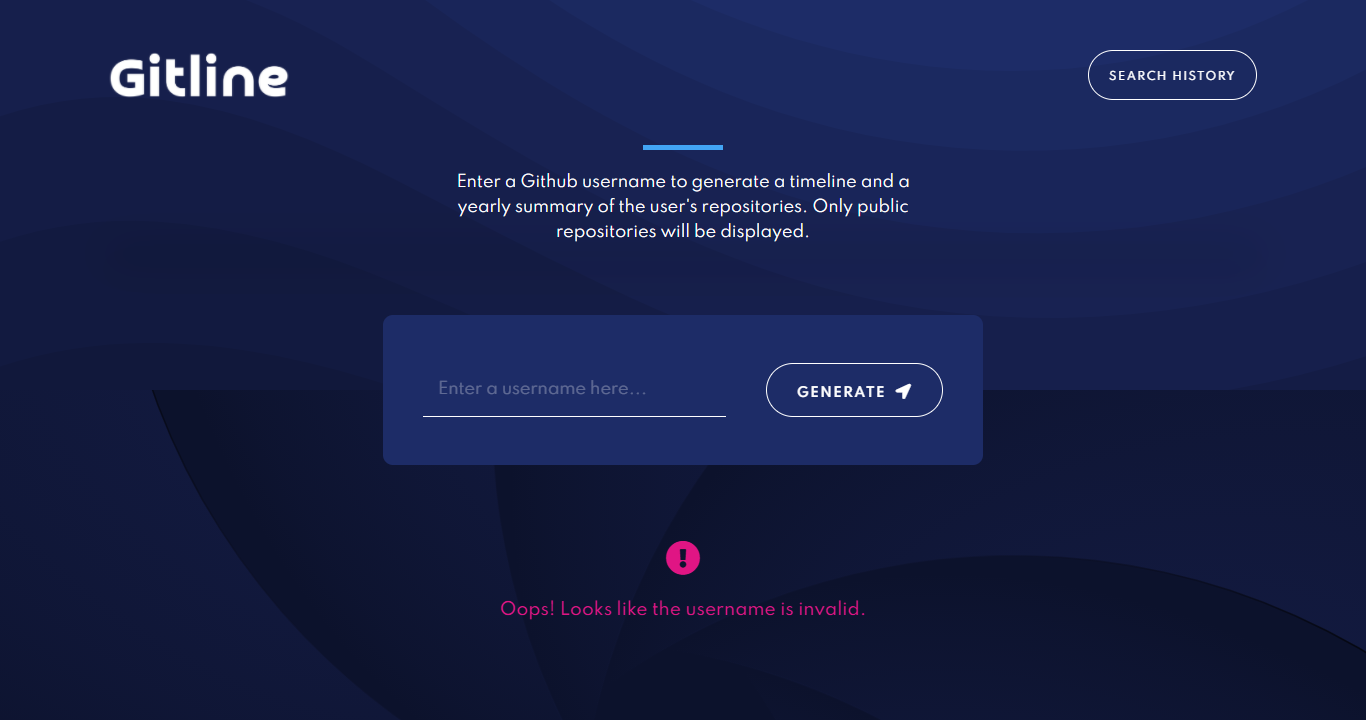 Gitline
SEARCH HISTORY
Enter a Github username to generate a timeline and a
yearly summary of the user's repositories. Only public
repositories will be displayed.
Enter a username here...
GENERATE
Oops! Looks like the username is invalid.